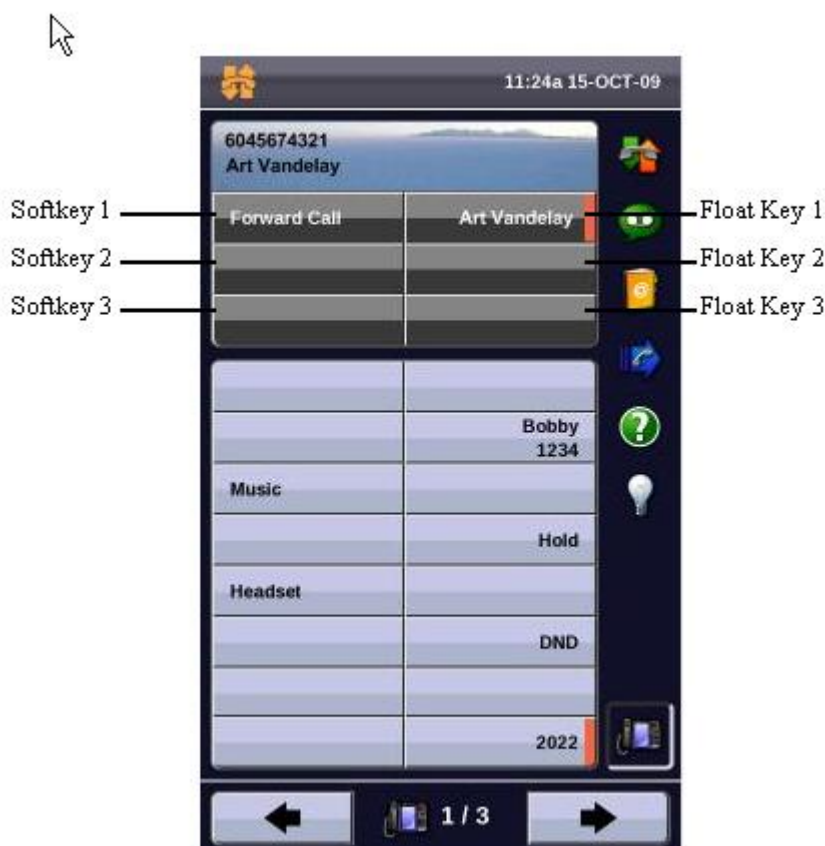 11:24a 15-OCT-09
6045674321
Art Vandelay
Softkey 1
Forward Call
Art Vandelay
Float Key 1
Softkey 2
Float Key 2
Softkey 3
Float Key 3
Bobby
1234
Music
Hold
Headset
DND
2022
1 / 3